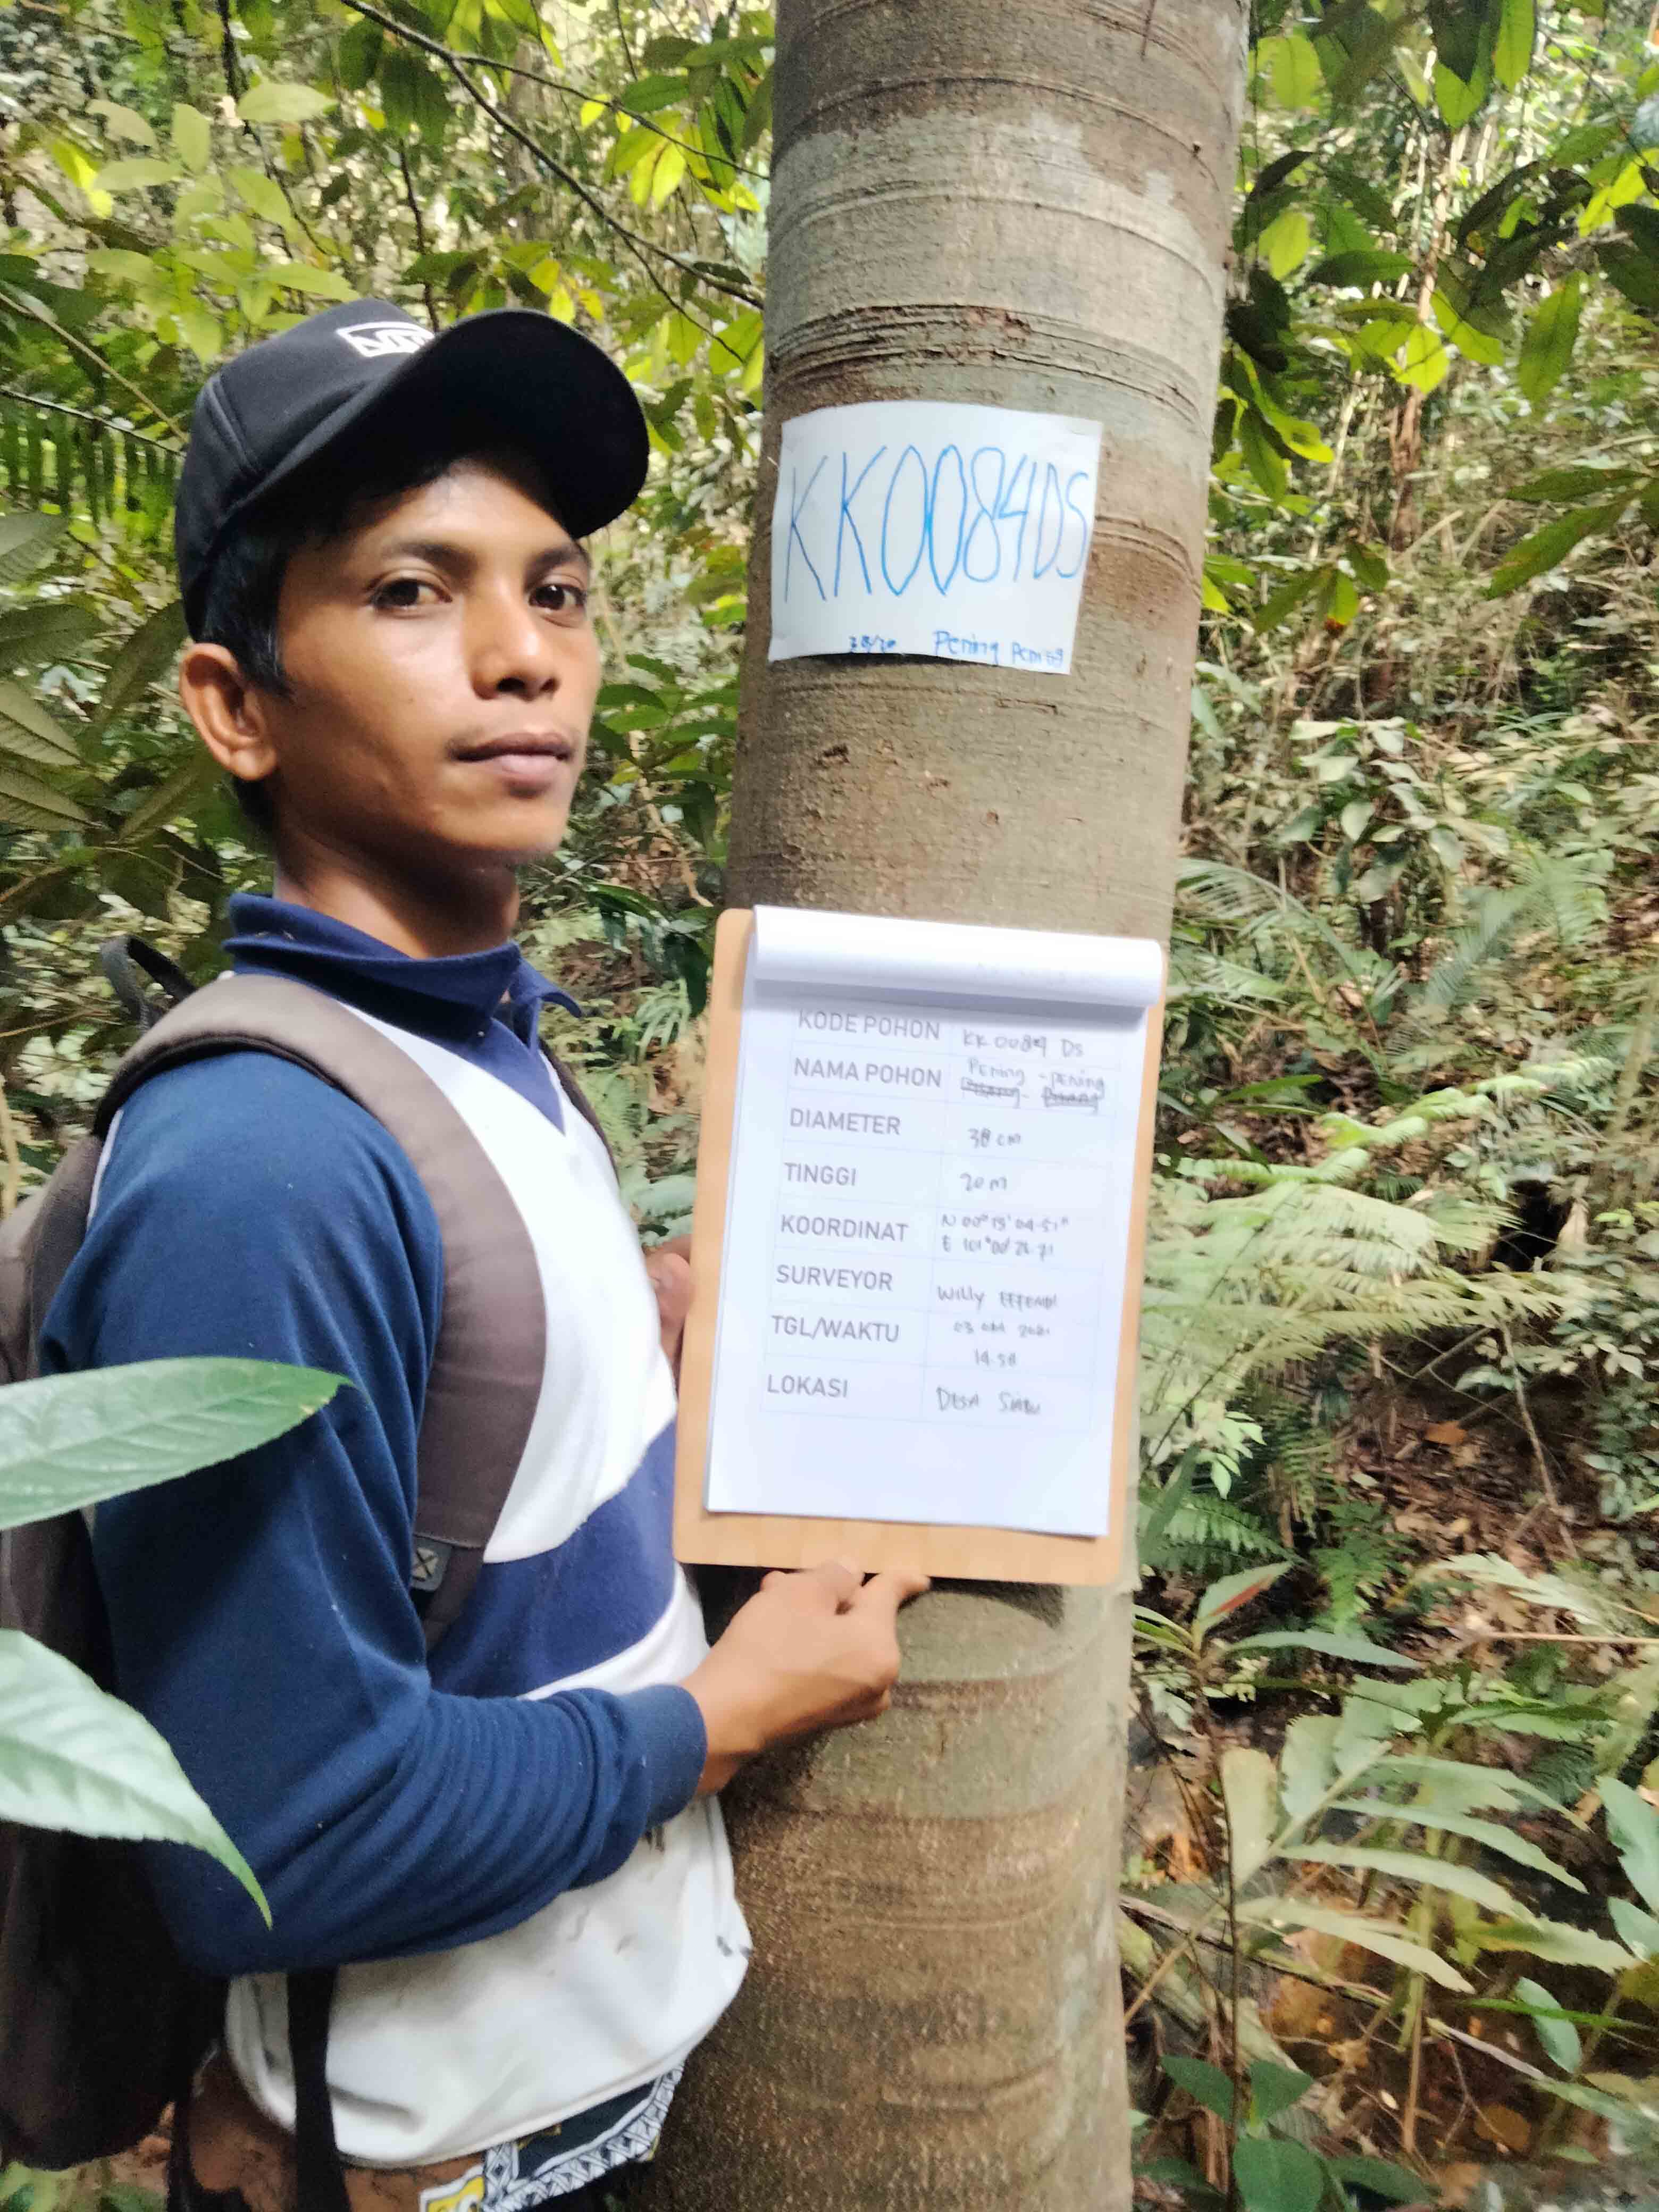 KK0084DS
38/20 Pening Pening
KODE POHON KK 0084 DS
NAMA POHON Pening - pening
DIAMETER 38 cm
TINGGI 20 m
KOORDINAT N 00° 15' 04.51"
E 101°00' 26.71
SURVEYOR Willy EFFENDI
TGL/WAKTU 03 okt 2021
14.58
LOKASI DESA SIABU